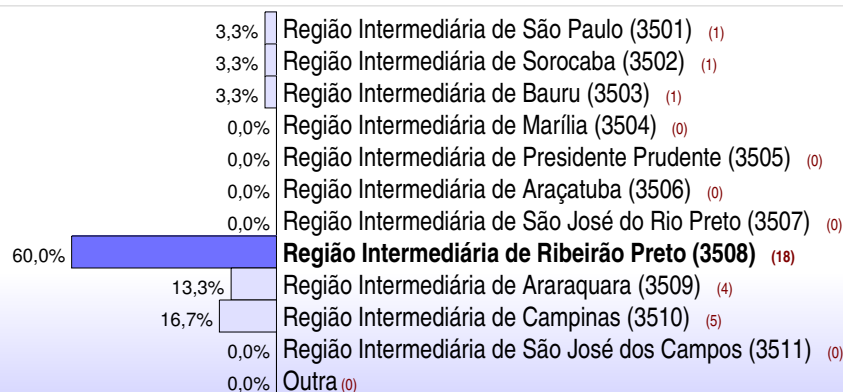 3,3% Região Intermediária de São Paulo (3501) (1)
3,3% Região Intermediária de Sorocaba (3502) (1)
3,3% Região Intermediária de Bauru (3503) (1)
0,0% Região Intermediária de Marília (3504) (0)
0,0% Região Intermediária de Presidente Prudente (3505) (0)
0,0% Região Intermediária de Araçatuba (3506) (0)
0,0% Região Intermediária de São José do Rio Preto (3507) (0)
60,0% Região Intermediária de Ribeirão Preto (3508) (18)
13,3% Região Intermediária de Araraquara (3509) (4)
16,7% Região Intermediária de Campinas (3510) (5)
0,0% Região Intermediária de São José dos Campos (3511) (0)
0,0% Outra (0)